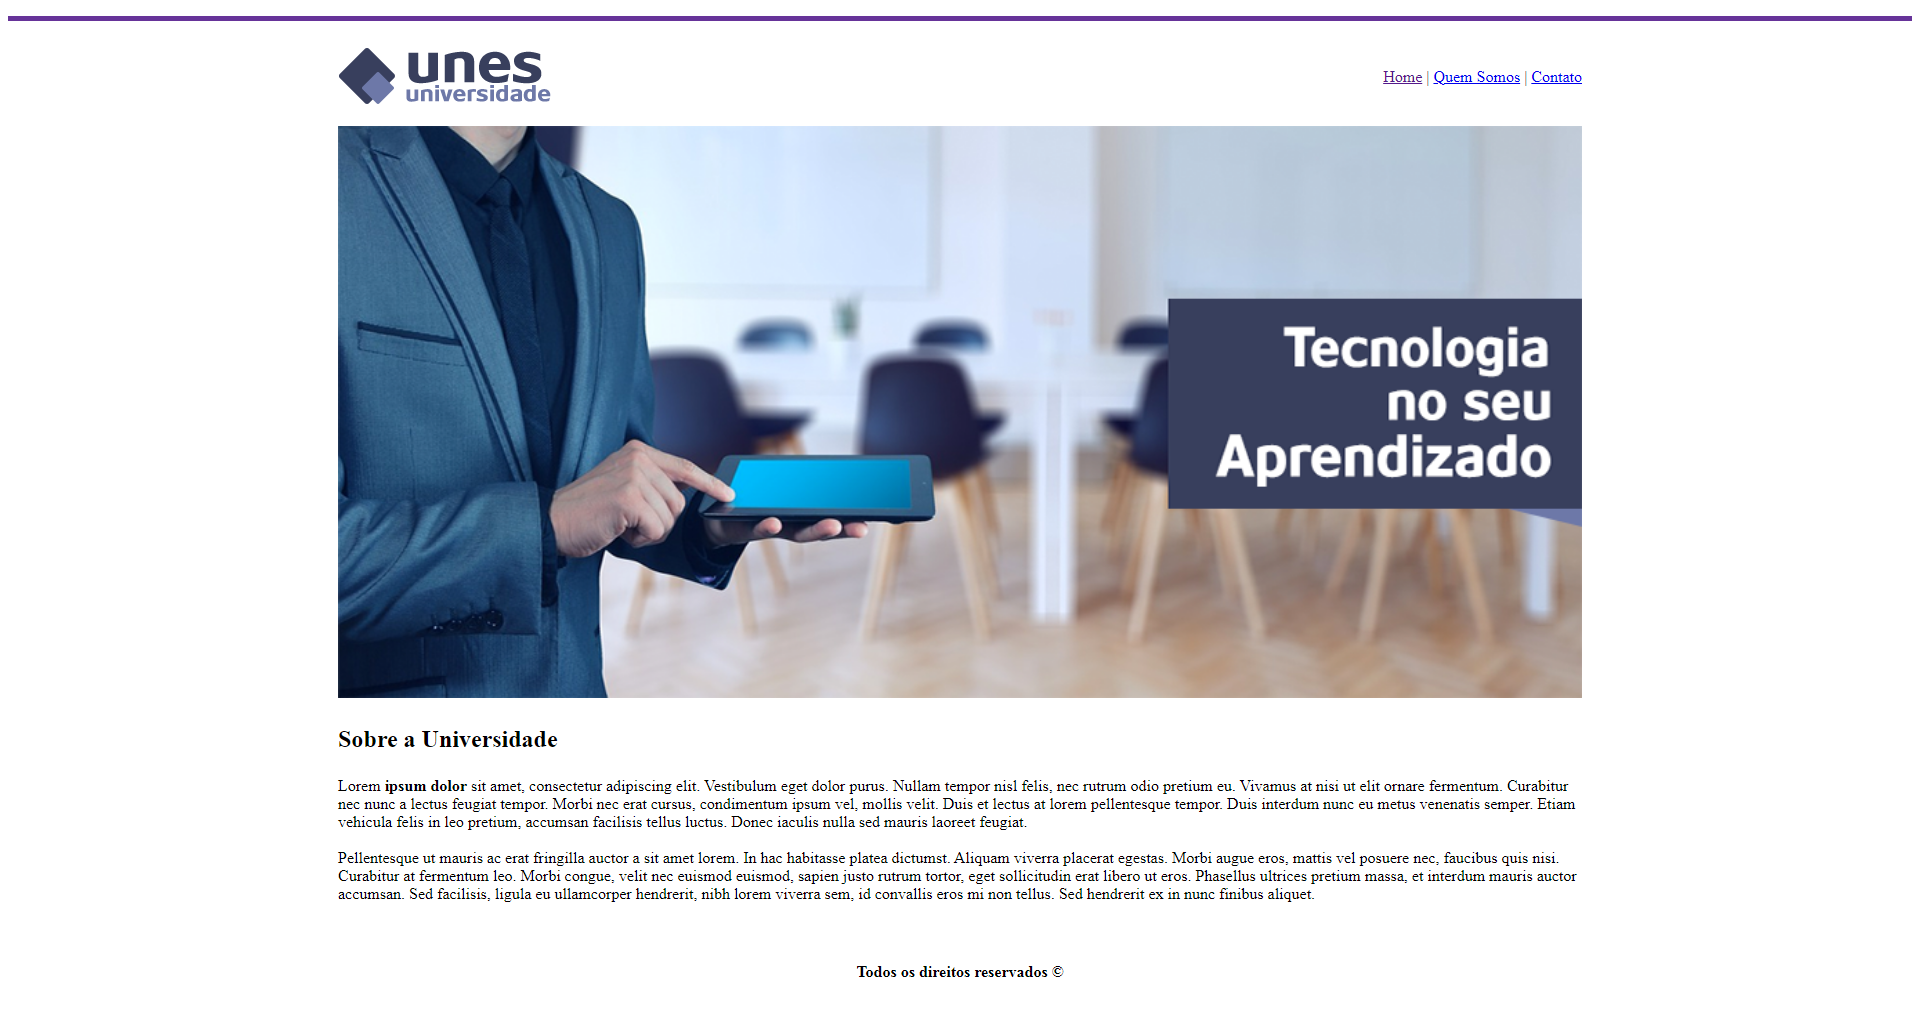 unes
universidade
Home | Quem Somos | Contato
Tecnologia
no seu
Aprendizado
Sobre a Universidade
Lorem ipsum dolor sit amet, consectetur adipiscing elit. Vestibulum eget dolor purus. Nullam tempor nisl felis, nec rutrum odio pretium eu. Vivamus at nisi ut elit ornare fermentum. Curabitur
nec nunc a lectus feugiat tempor. Morbi nec erat cursus, condimentum ipsum vel, mollis velit. Duis et lectus at lorem pellentesque tempor. Duis interdum nunc eu metus venenatis semper. Etiam
vehicula felis in leo pretium, accumsan facilisis tellus luctus. Donec iaculis nulla sed mauris laoreet feugiat.
Pellentesque ut mauris ac erat fringilla auctor a sit amet lorem. In hac habitasse platea dictumst. Aliquam viverra placerat egestas. Morbi augue eros, mattis vel posuere nec, faucibus quis nisi.
Curabitur at fermentum leo. Morbi congue, velit nec euismod euismod, sapien justo rutrum tortor, eget sollicitudin erat libero ut eros. Phasellus ultrices pretium massa, et interdum mauris auctor
accumsan. Sed facilisis, ligula eu ullamcorper hendrerit, nibh lorem viverra sem, id convallis eros mi non tellus. Sed hendrerit ex in nunc finibus aliquet.
Todos os direitos reservados ©